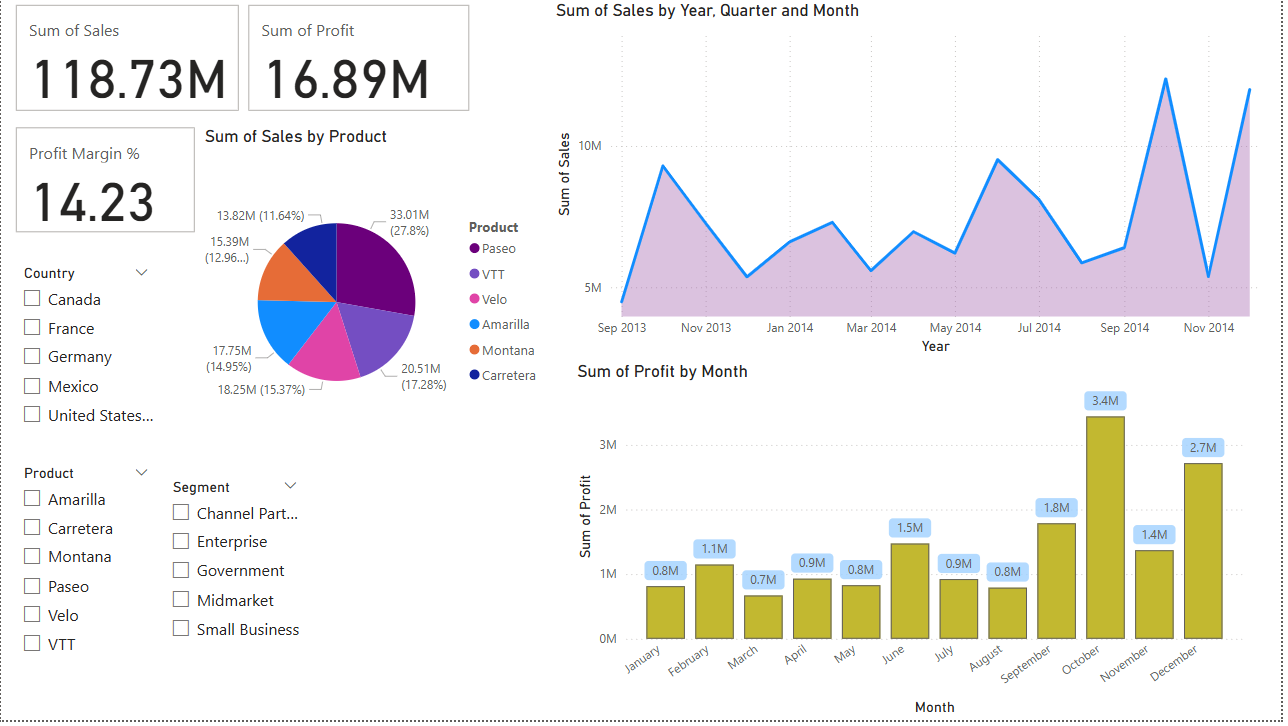 Sum of Sales
118.73M
Sum of Profit
16.89M
Profit Margin %
14.23
Sum of Sales by Product
13.82M (11.64%)
33.01M
(27.8%)
15.39M
(12.96...)
17.75M
(14.95%)
18.25M (15.37%)
20.51M
(17.28%)
Product
Paseo
VTT
Velo
Amarilla
Montana
Carretera
Country
Canada
France
Germany
Mexico
United States...
Product
Amarilla
Carretera
Montana
Paseo
Velo
VTT
Segment
Channel Part...
Enterprise
Government
Midmarket
Small Business
Sum of Sales by Year, Quarter and Month
Sum of Sales
10M
5M
Sep 2013 Nov 2013 Jan 2014 Mar 2014 May 2014 Jul 2014 Sep 2014 Nov 2014
Year
Sum of Profit by Month
Sum of Profit
3M
2M
1M
0M
0.8M 1.1M 0.7M 0.9M 0.8M 1.5M 0.9M 0.8M 1.8M 3.4M 1.4M 2.7M
January February March April May June July August September October November December
Month